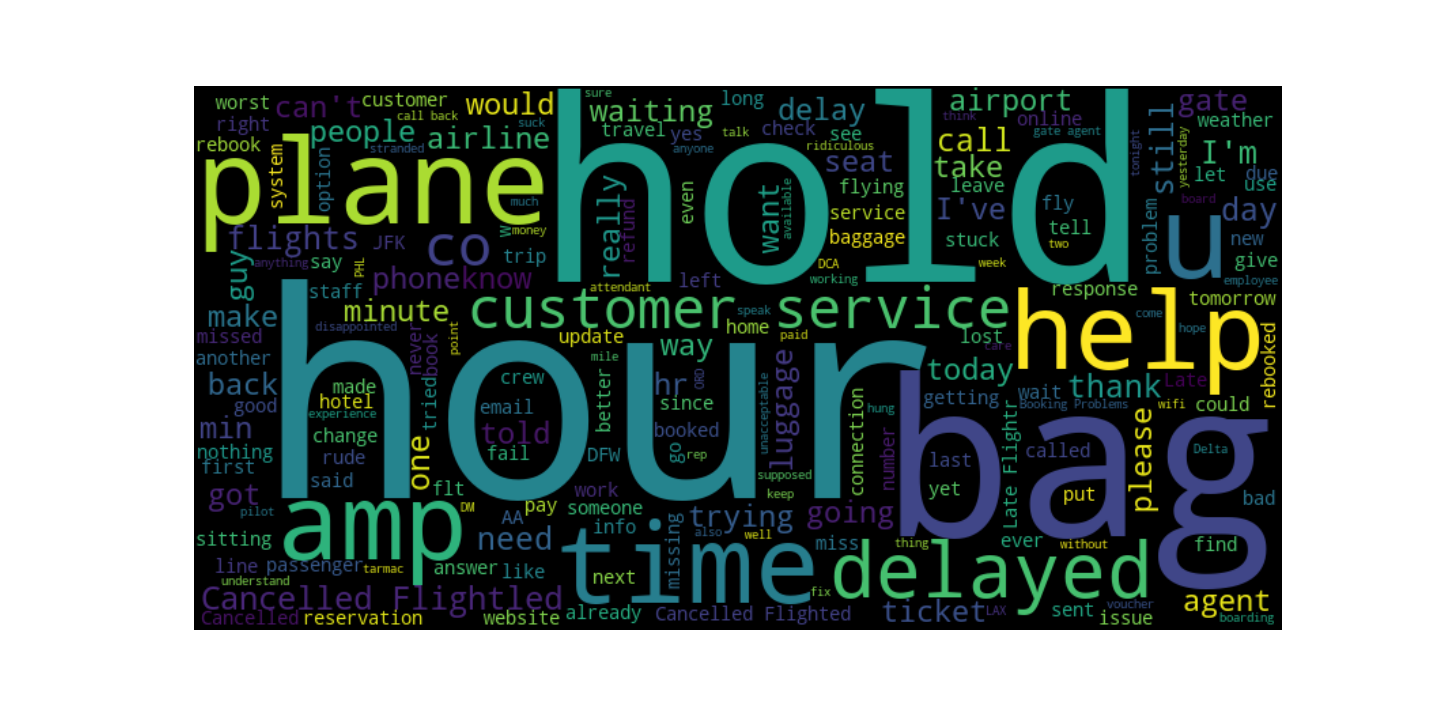 worst
can't
customer
would
sure
waiting
long
delay
airport
gate
right
call back
suck
think
online
weather
people
airline
travel
yes
talk
check
see
gate agent
call
still
I'm
rebook
system
option
stranded
anyone
ridiculous
seat
take
tonight
yesterday
let
due
use
plane
hold
really
refund
even
want
available
flying
leave
fly
board
much
service
I've
tell
problem
u
day
flights
JFK
co
w
money
baggage
stuck
two
new
guy
anything
say
PHL
trip
DCA
week
give
phone
know
left
working
employee
staff
attendant
response
tomorrow
make
minute
customer service
speak
help
come
hope
disappointed
missed
never
book
point
update
home
paid
lost
care
rebooked
another
hour
way
mile
today
back
made
tried
crew
better
hr
ORD
unacceptable
luggage
since
getting
wait
thank
Late
good
hotel
experience
email
connection
hung
Booking Problems
wifi
could
min
change
told
booked
bag
nothing
rude
one
fail
DFW
go
rep
number
last
called
please
Delta
first
said
supposed
yet
Late Flightr
put
bad
got
flt
work
keep
pilot
amp
DM
AA
pay
someone
trying
going
sitting
need
info
missing
also
well
miss
thing
ever
without
find
line
passenger
tarmac
answer
like
time
next
delayed
understand
fix
agent
Cancelled Flightled
already
Cancelled Flighted
ticket
LAX
sent
voucher
issue
boarding
Cancelled
reservation
website